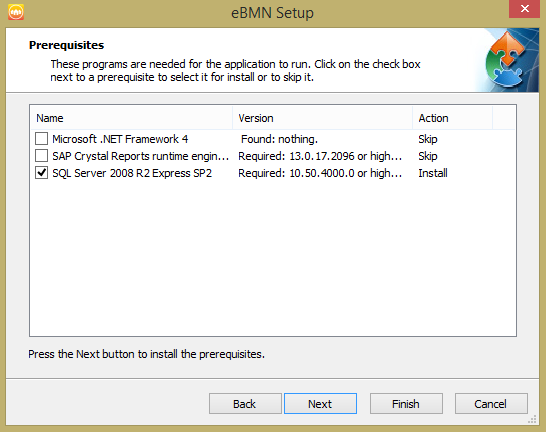 eBMN Setup
Prerequisites
These programs are needed for the application to run. Click on the check box
next to a prerequisite to select it for install or to skip it.
Name Version Action
Microsoft .NET Framework 4 Found: nothing. Skip
SAP Crystal Reports runtime engin... Required: 13.0.17.2096 or high... Skip
SQL Server 2008 R2 Express SP2 Required: 10.50.4000.0 or high... Install
Press the Next button to install the prerequisites.
Back Next Finish Cancel